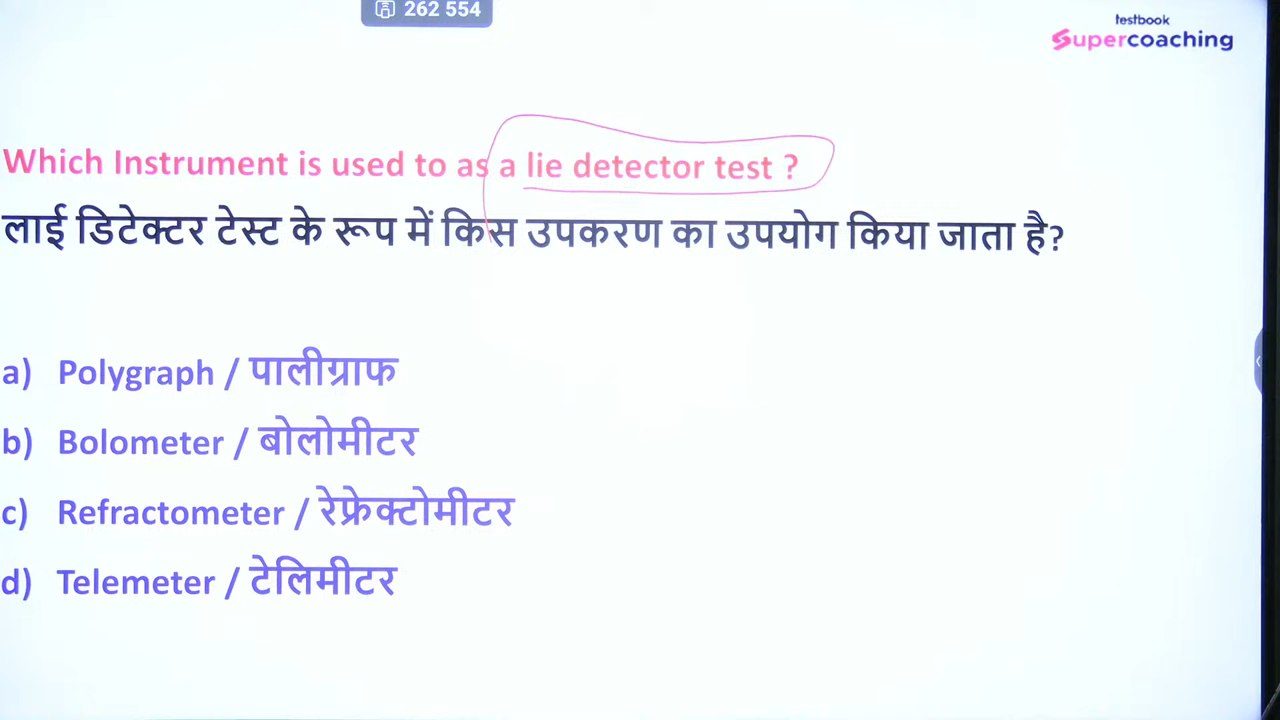 262 554
testbook
Supercoaching
Which Instrument is used to as a lie detector test ?
लाई डिटेक्टर टेस्ट के रूप में किस उपकरण का उपयोग किया जाता है?
a) Polygraph / पालीग्राफ
b) Bolometer / बोलोमीटर
c) Refractometer / रेफ्रेक्टोमीटर
d) Telemeter / टेलिमीटर